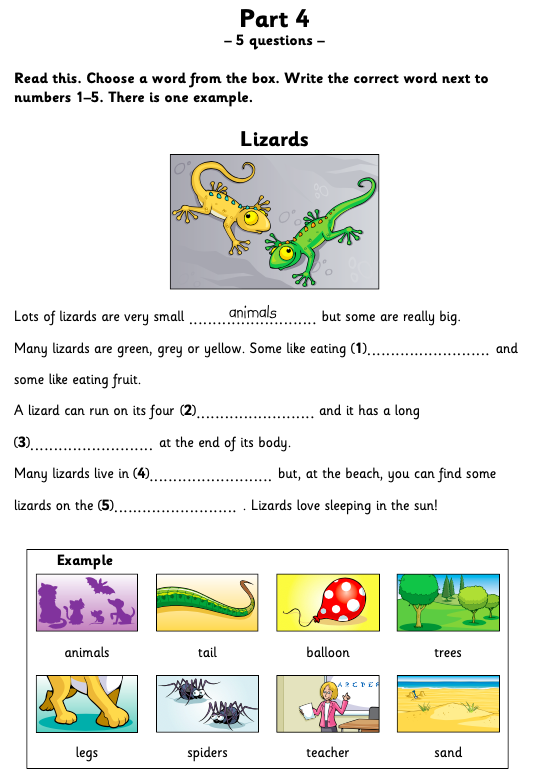 Part 4
– 5 questions –
Read this. Choose a word from the box. Write the correct word next to
numbers 1–5. There is one example.
Lizards
Lots of lizards are very small ....animals.... but some are really big.
Many lizards are green, grey or yellow. Some like eating (1).......................... and
some like eating fruit.
A lizard can run on its four (2)......................... and it has a long
(3).......................... at the end of its body.
Many lizards live in (4).......................... but, at the beach, you can find some
lizards on the (5).......................... . Lizards love sleeping in the sun!
Example
A B C D E F
animals tail balloon trees
legs spiders teacher sand